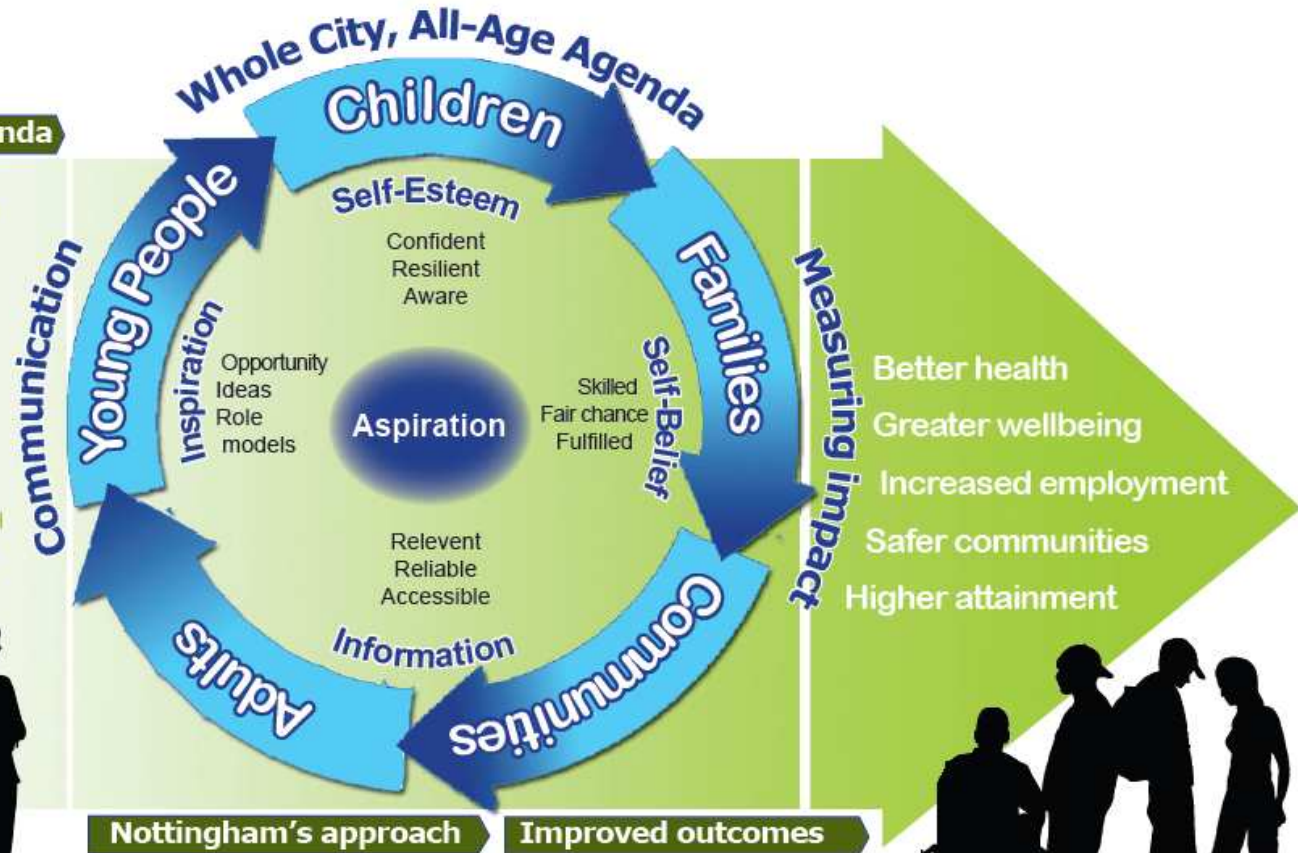 Whole City, All-Age Agenda
nda
Children
Families
Communities
Adults
Young People
Communication
Measuring impact
Self-Esteem
Confident
Resilient
Aware
Inspiration
Opportunity
Ideas
Role
models
Aspiration
Self-Belief
Skilled
Fair chance
Fulfilled
Relevent
Reliable
Accessible
Information
Better health
Greater wellbeing
Increased employment
Safer communities
Higher attainment
Nottingham's approach
Improved outcomes